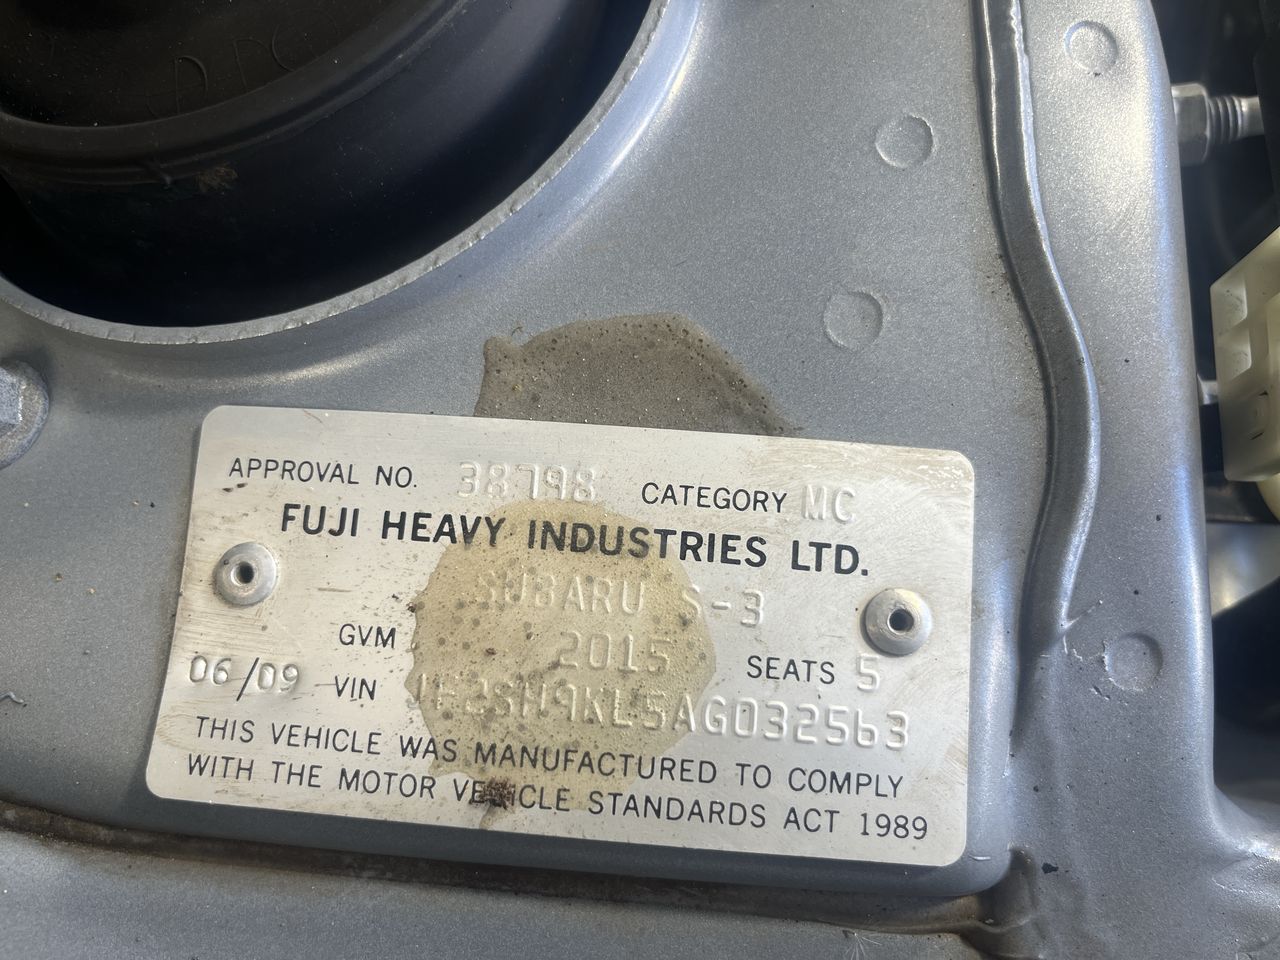 APPROVAL NO. 38798 CATEGORY MC
FUJI HEAVY INDUSTRIES LTD.
SUBARU S-3
GVM 2015 SEATS 5
06/09 VIN JF2SH9KL5AG032563
THIS VEHICLE WAS MANUFACTURED TO COMPLY
WITH THE MOTOR VEHICLE STANDARDS ACT 1989